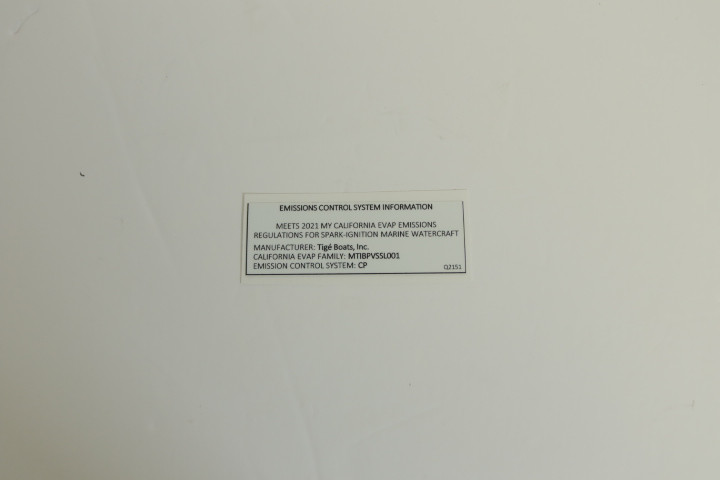 EMISSIONS CONTROL SYSTEM INFORMATION
MEETS 2021 MY CALIFORNIA EVAP EMISSIONS
REGULATIONS FOR SPARK-IGNITION MARINE WATERCRAFT
MANUFACTURER: Tigé Boats, Inc.
CALIFORNIA EVAP FAMILY: MTIBPVSSL001
EMISSION CONTROL SYSTEM: CP
Q2151